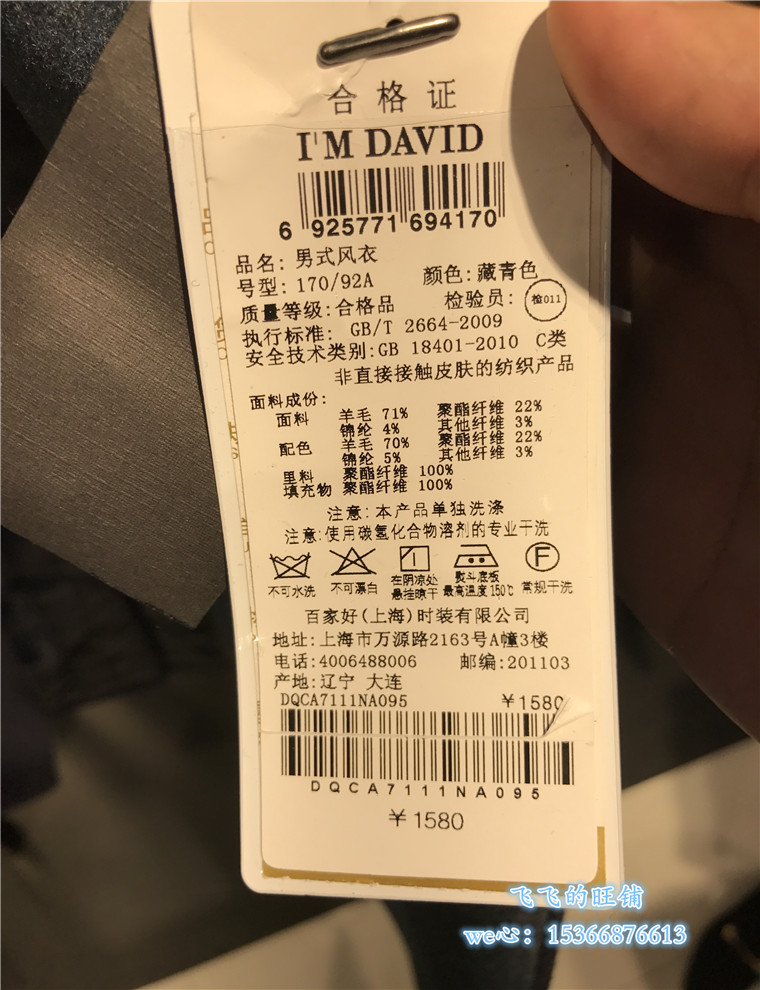 合格证
I'M DAVID
6 925771 694170
品名: 男式风衣
号型: 170/92A 颜色: 藏青色
质量等级: 合格品 检验员: 检011
执行标准: GB/T 2664-2009
安全技术类别: GB 18401-2010 C类
非直接接触皮肤的纺织产品
面料成份:
面料 羊毛 71% 聚酯纤维 22%
锦纶 4% 其他纤维 3%
配色 羊毛 70% 聚酯纤维 22%
锦纶 5% 其他纤维 3%
里料 聚酯纤维 100%
填充物 聚酯纤维 100%
注意: 本产品单独洗涤
注意: 使用碳氢化合物溶剂的专业干洗
F
不可水洗 不可漂白 在阴凉处 悬挂晾干 熨斗底板 最高温度150℃ 常规干洗
百家好(上海)时装有限公司
地址: 上海市万源路2163号A幢3楼
电话: 4006488006 邮编: 201103
产地: 辽宁 大连
DQCA7111NA095 ￥1580
DQCA7111NA095
￥1580
飞飞的旺铺
we心: 15366876613